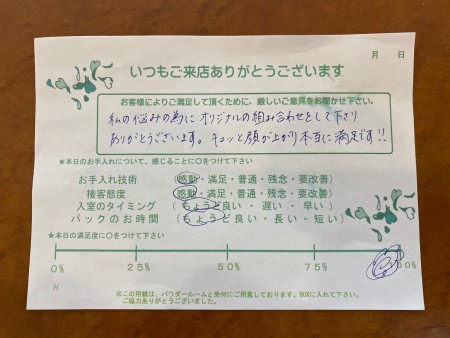 月 日
いつもご来店ありがとうございます
お客様によりご満足して頂くために、厳しいご意見をお聞かせ下さい。
私の悩みの為にオリジナルの組み合わせをして下さり
ありがとうございます。キュッと顔が上がり本当に満足です!!
★本日のお手入れについて、感じることに○をつけて下さい
お手入れ技術 (感動・満足・普通・残念・要改善)
接客態度 (感動・満足・普通・残念・要改善)
入室のタイミング (ちょうど良い・遅い・早い)
パックのお時間 (ちょうど良い・長い・短い)
★本日の満足度に○をつけて下さい
0% 25% 50% 75% 100%
※この用紙は、パウダールームと受付にご用意しております。BOXに入れて下さい。
ご協力ありがとうございました。